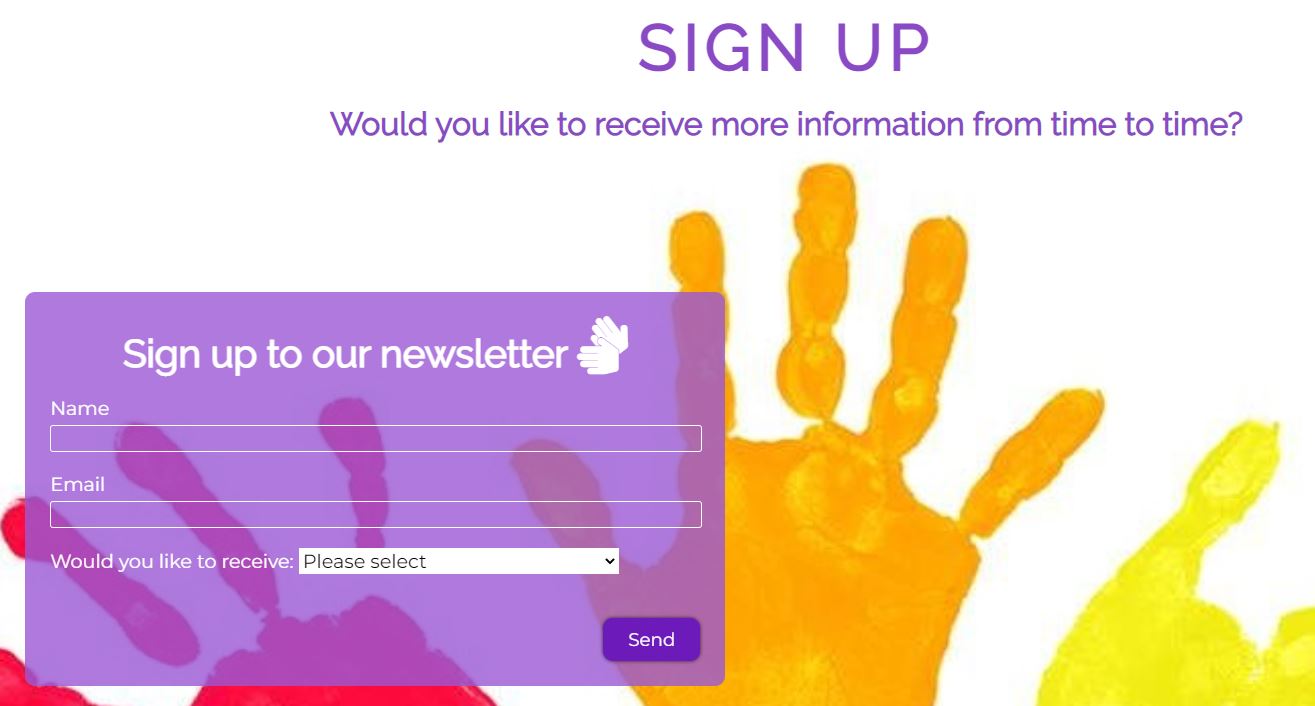 SIGN UP
Would you like to receive more information from time to time?
Sign up to our newsletter
Name
Email
Would you like to receive: Please select
Send